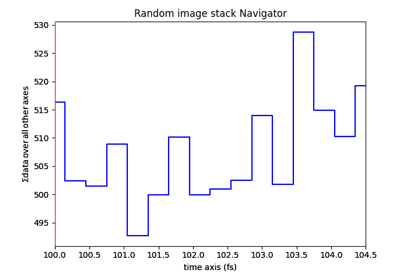 Random image stack Navigator
530
525
520
515
510
505
500
495
Σdata over all other axes
100.0 100.5 101.0 101.5 102.0 102.5 103.0 103.5 104.0 104.5
time axis (fs)